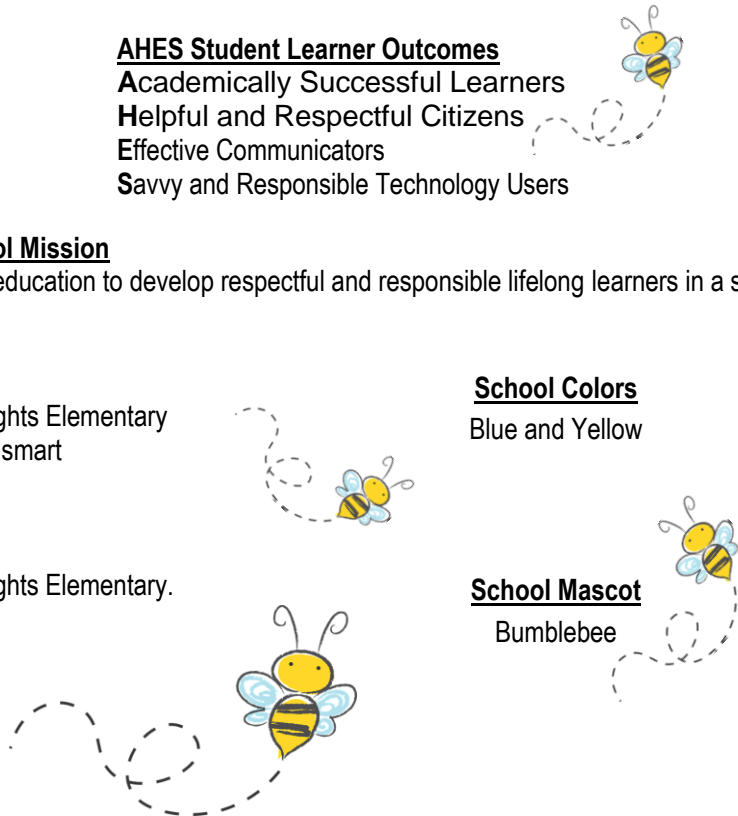 AHES Student Learner Outcomes
Academically Successful Learners
Helpful and Respectful Citizens
Effective Communicators
Savvy and Responsible Technology Users
ol Mission
education to develop respectful and responsible lifelong learners in a s
School Colors
ghts Elementary
Blue and Yellow
smart
ghts Elementary.
School Mascot
Bumblebee